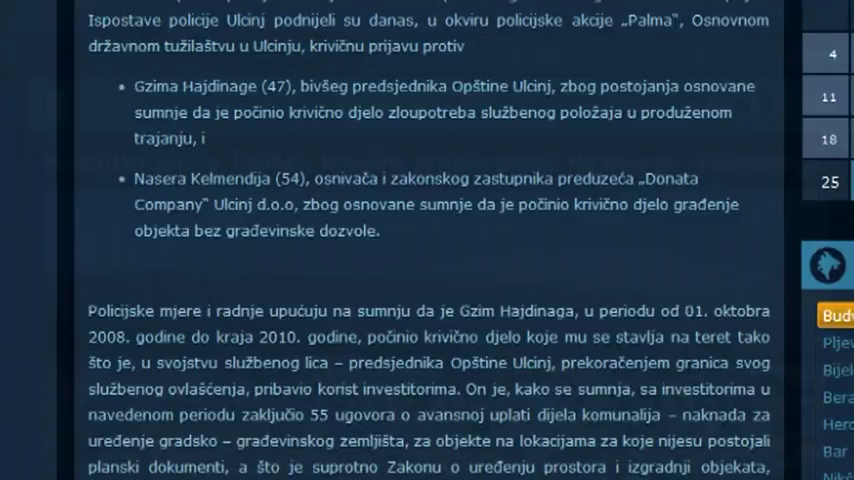 Ispostave policije Ulcinj podnijeli su danas, u okviru policijske akcije „Palma“, Osnovnom
državnom tužilaštvu u Ulcinju, krivičnu prijavu protiv
• Gzima Hajdinage (47), bivšeg predsjednika Opštine Ulcinj, zbog postojanja osnovane
sumnje da je počinio krivično djelo zloupotreba službenog položaja u produženom
trajanju, i
• Nasera Kelmendija (54), osnivača i zakonskog zastupnika preduzeća „Donata
Company“ Ulcinj d.o.o, zbog osnovane sumnje da je počinio krivično djelo građenje
objekta bez građevinske dozvole.
Policijske mjere i radnje upućuju na sumnju da je Gzim Hajdinaga, u periodu od 01. oktobra
2008. godine do kraja 2010. godine, počinio krivično djelo koje mu se stavlja na teret tako
što je, u svojstvu službenog lica – predsjednika Opštine Ulcinj, prekoračenjem granica svog
službenog ovlašćenja, pribavio korist investitorima. On je, kako se sumnja, sa investitorima u
navedenom periodu zaključio 55 ugovora o avansnoj uplati dijela komunalija – naknada za
uređenje gradsko – građevinskog zemljišta, za objekte na lokacijama za koje nijesu postojali
planski dokumenti, a što je suprotno Zakonu o uređenju prostora i izgradnji objekata,
4
11
18
25
Budv
Pljev
Bijel
Bera
Herc
Bar
Nikš